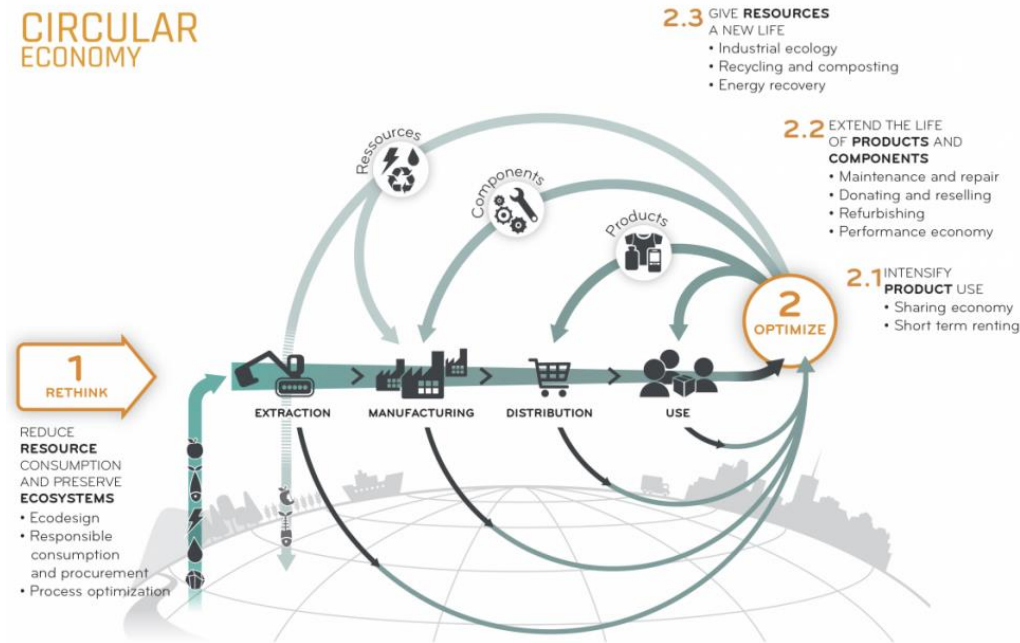 CIRCULAR
ECONOMY
2.3 GIVE RESOURCES
A NEW LIFE
• Industrial ecology
• Recycling and composting
• Energy recovery
2.2 EXTEND THE LIFE
OF PRODUCTS AND
COMPONENTS
• Maintenance and repair
• Donating and reselling
• Refurbishing
• Performance economy
2.1 INTENSIFY
PRODUCT USE
• Sharing economy
• Short term renting
Ressources
Components
Products
2
OPTIMIZE
1
RETHINK
EXTRACTION
MANUFACTURING
DISTRIBUTION
USE
REDUCE
RESOURCE
CONSUMPTION
AND PRESERVE
ECOSYSTEMS
• Ecodesign
• Responsible
consumption
and procurement
• Process optimization